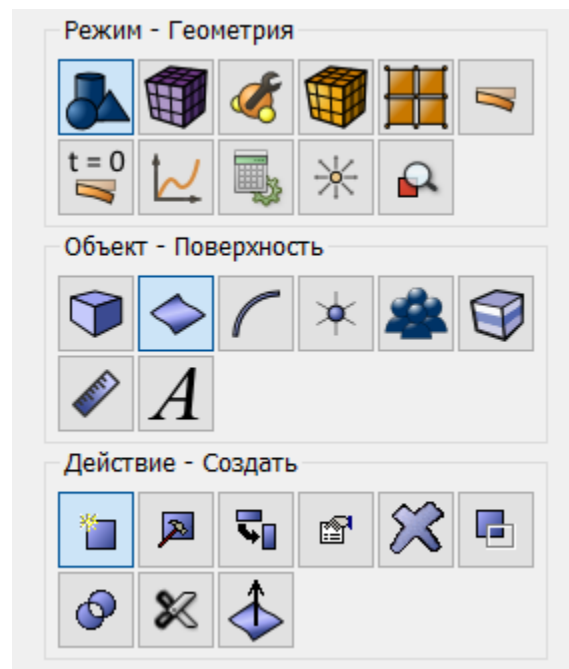 Режим - Геометрия
t = 0
Объект - Поверхность
A
Действие - Создать